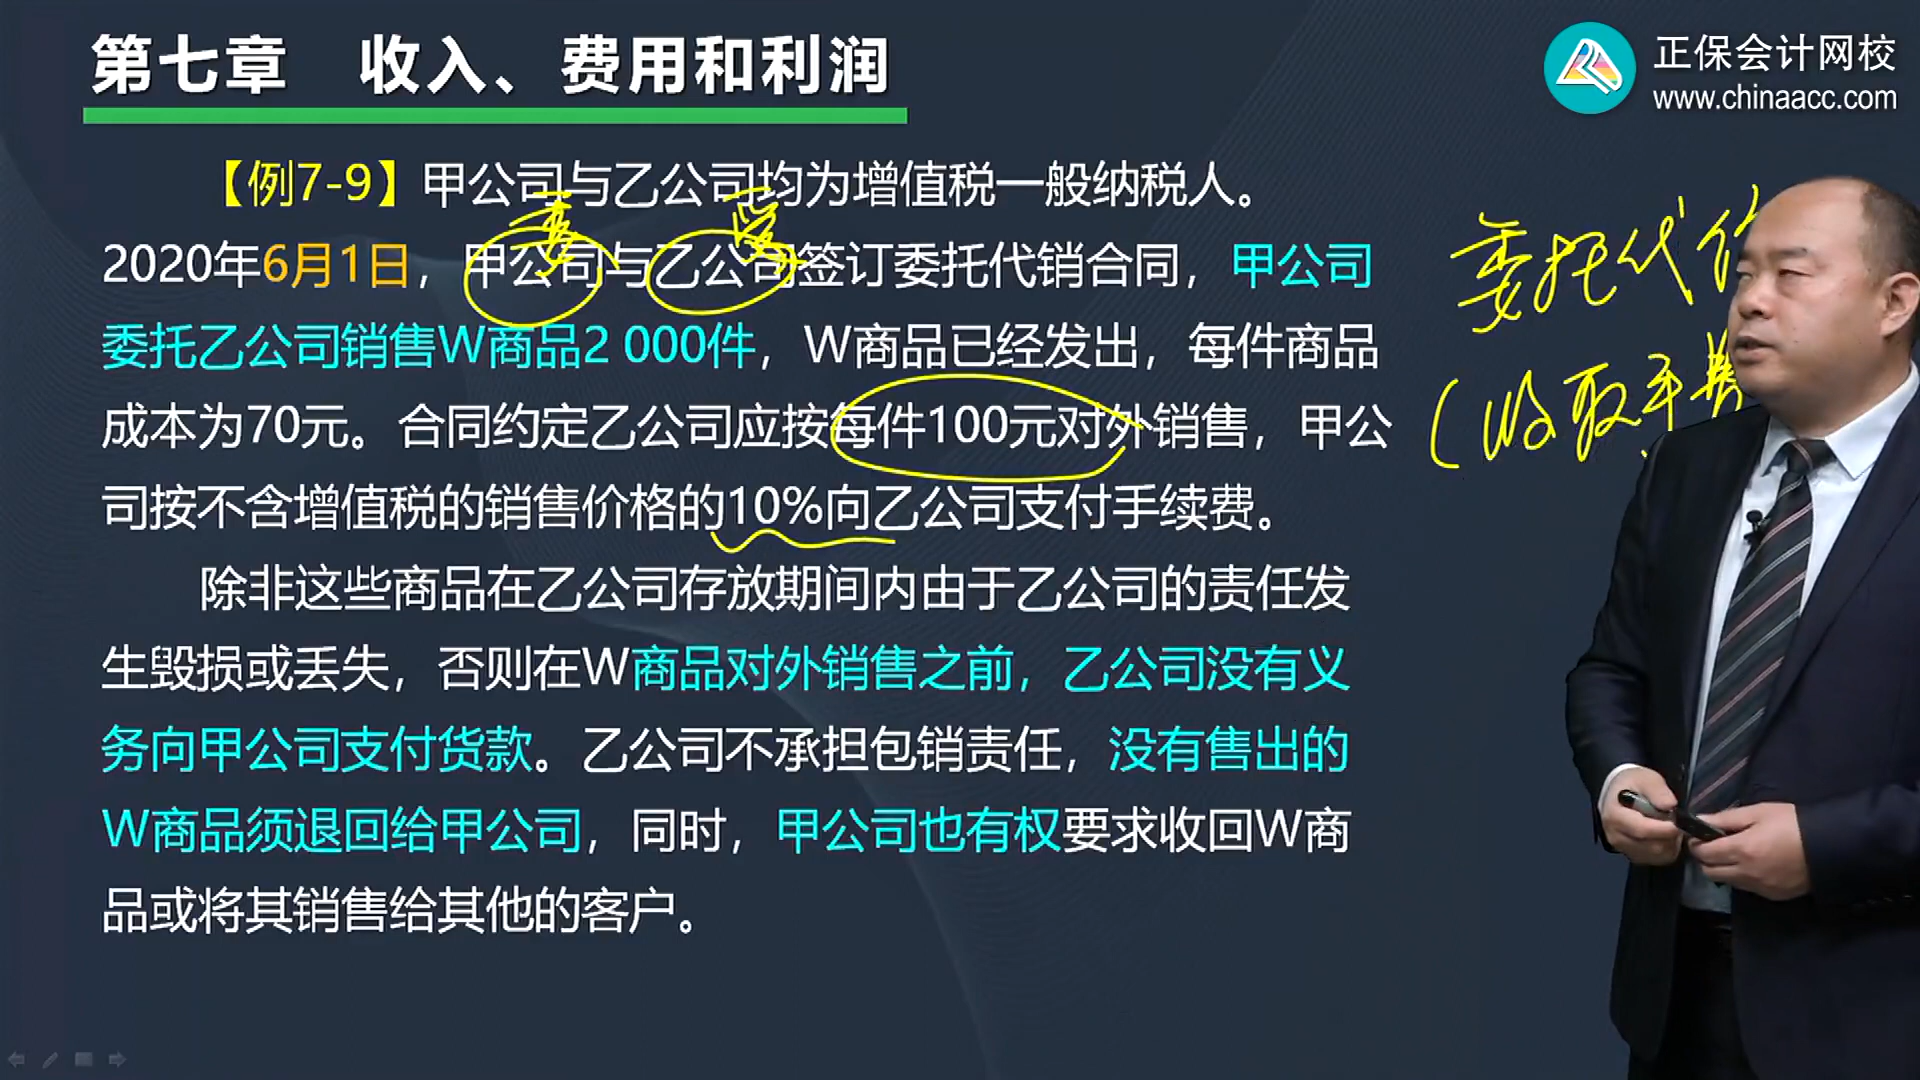 第七章 收入、费用和利润
正保会计网校
www.chinaacc.com
【例7-9】甲公司与乙公司均为增值税一般纳税人。
委 受
2020年6月1日，甲公司与乙公司签订委托代销合同，甲公司
委托乙公司销售W商品2 000件，W商品已经发出，每件商品
成本为70元。合同约定乙公司应按每件100元对外销售，甲公
司按不含增值税的销售价格的10%向乙公司支付手续费。
除非这些商品在乙公司存放期间内由于乙公司的责任发
生毁损或丢失，否则在W商品对外销售之前，乙公司没有义
务向甲公司支付货款。乙公司不承担包销责任，没有售出的
W商品须退回给甲公司，同时，甲公司也有权要求收回W商
品或将其销售给其他的客户。
委托代
（收取手